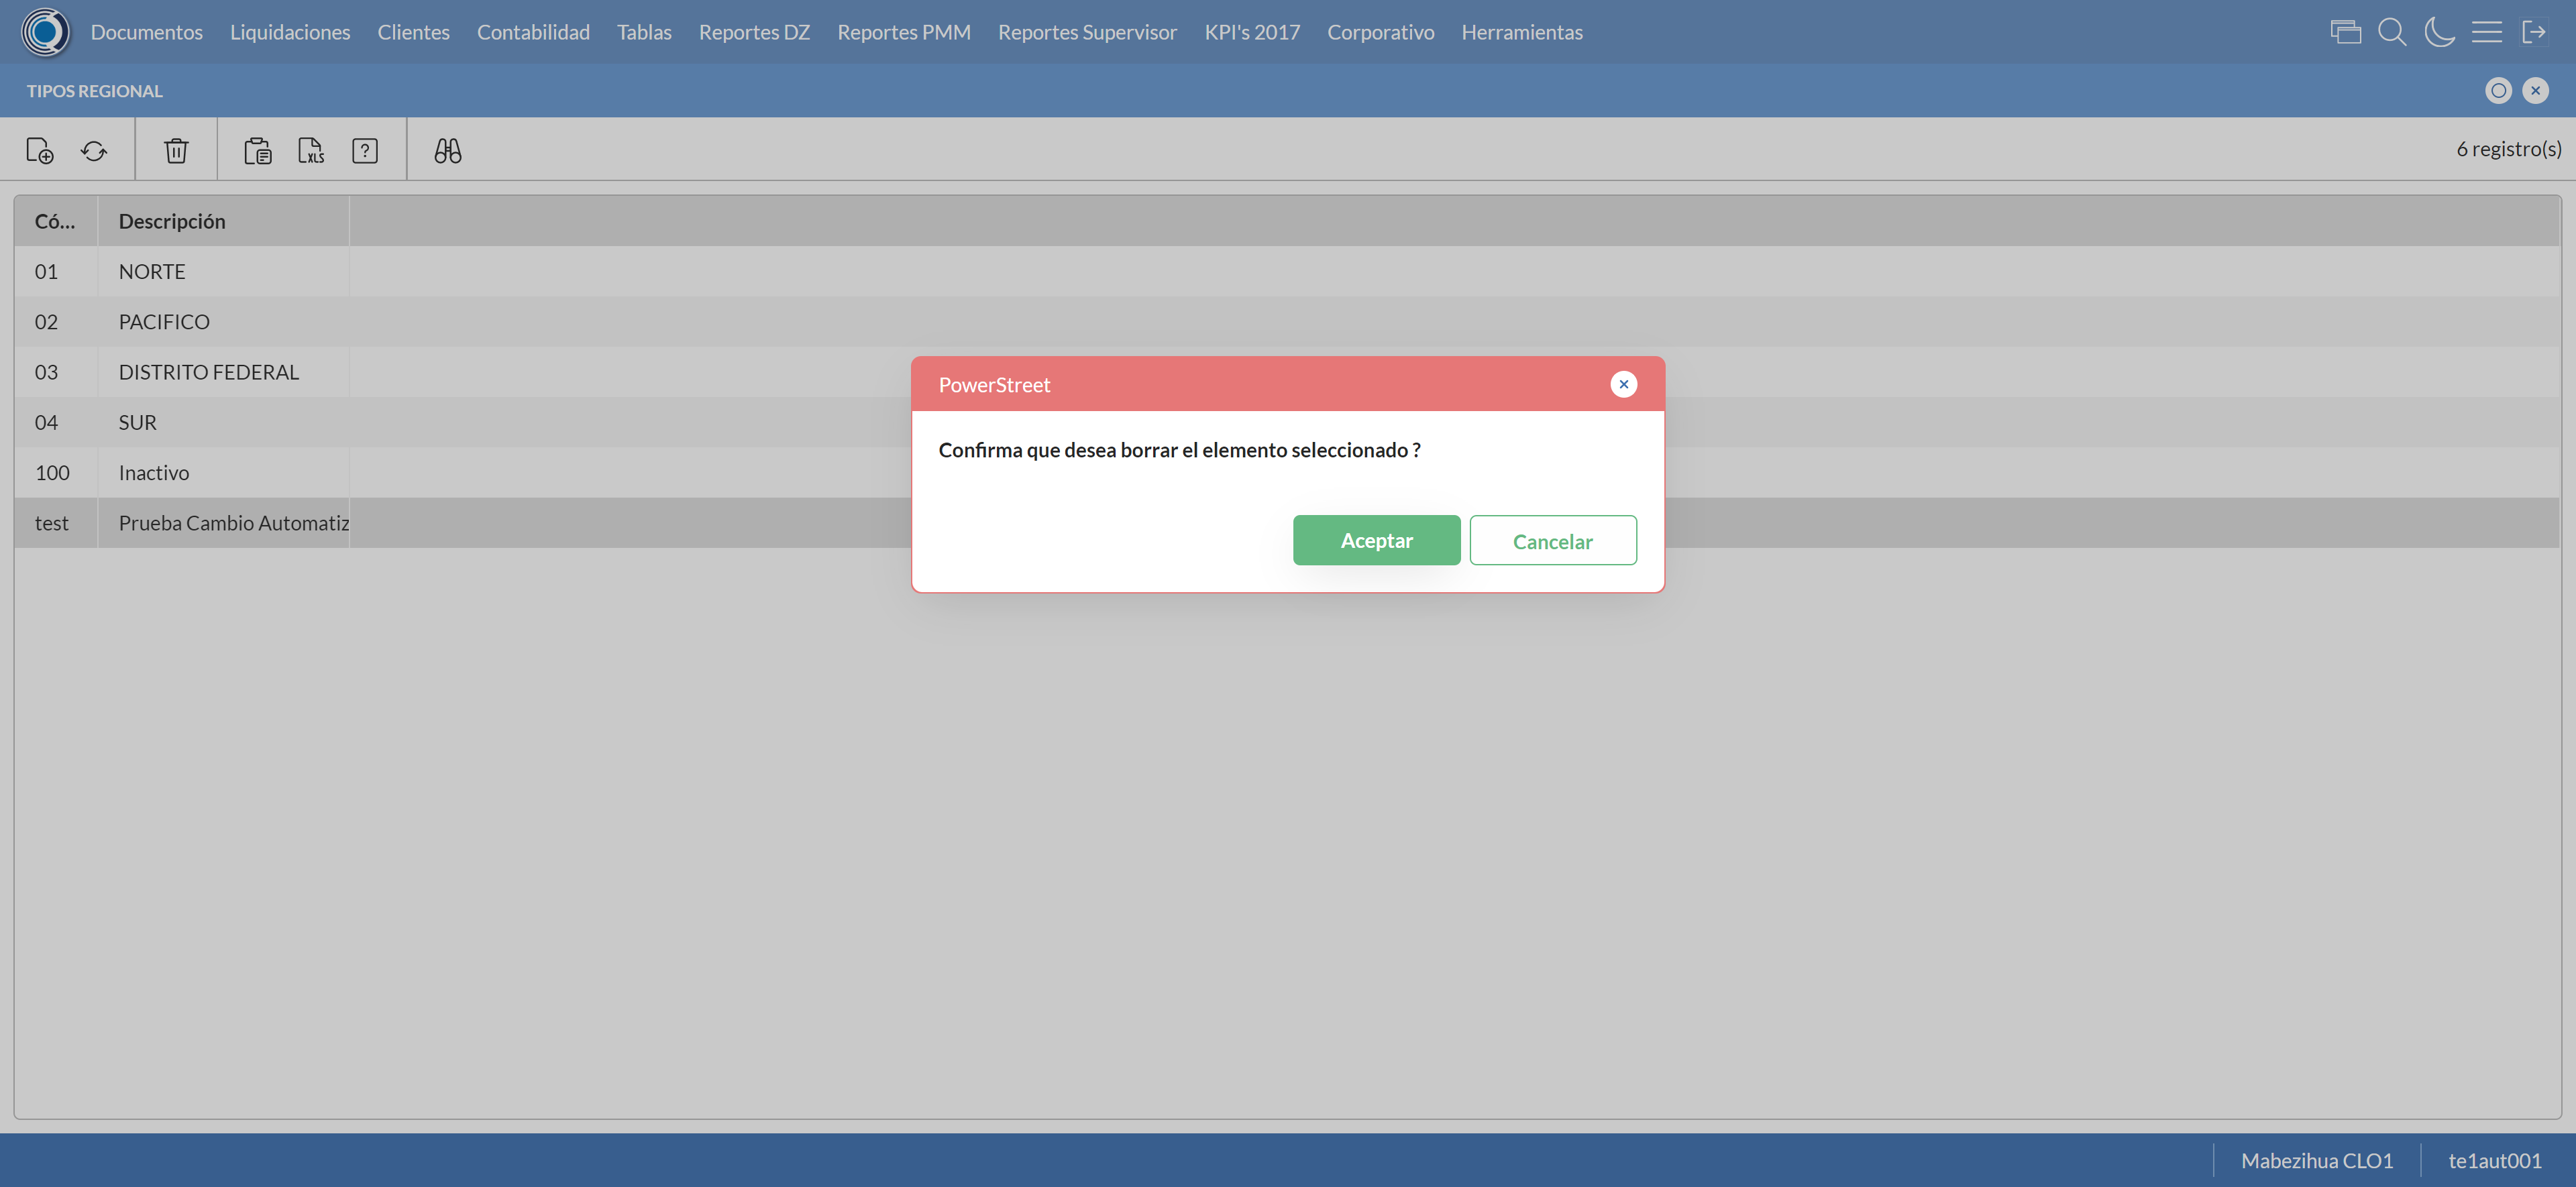 Documentos Liquidaciones Clientes Contabilidad Tablas Reportes DZ Reportes PMM Reportes Supervisor KPI's 2017 Corporativo Herramientas
TIPOS REGIONAL
XLS ? 6 registro(s)
Có... Descripción
01 NORTE
02 PACIFICO
03 DISTRITO FEDERAL
04 SUR
100 Inactivo
test Prueba Cambio Automatiz
PowerStreet
Confirma que desea borrar el elemento seleccionado ?
Aceptar Cancelar
Mabezihua CLO1 te1aut001